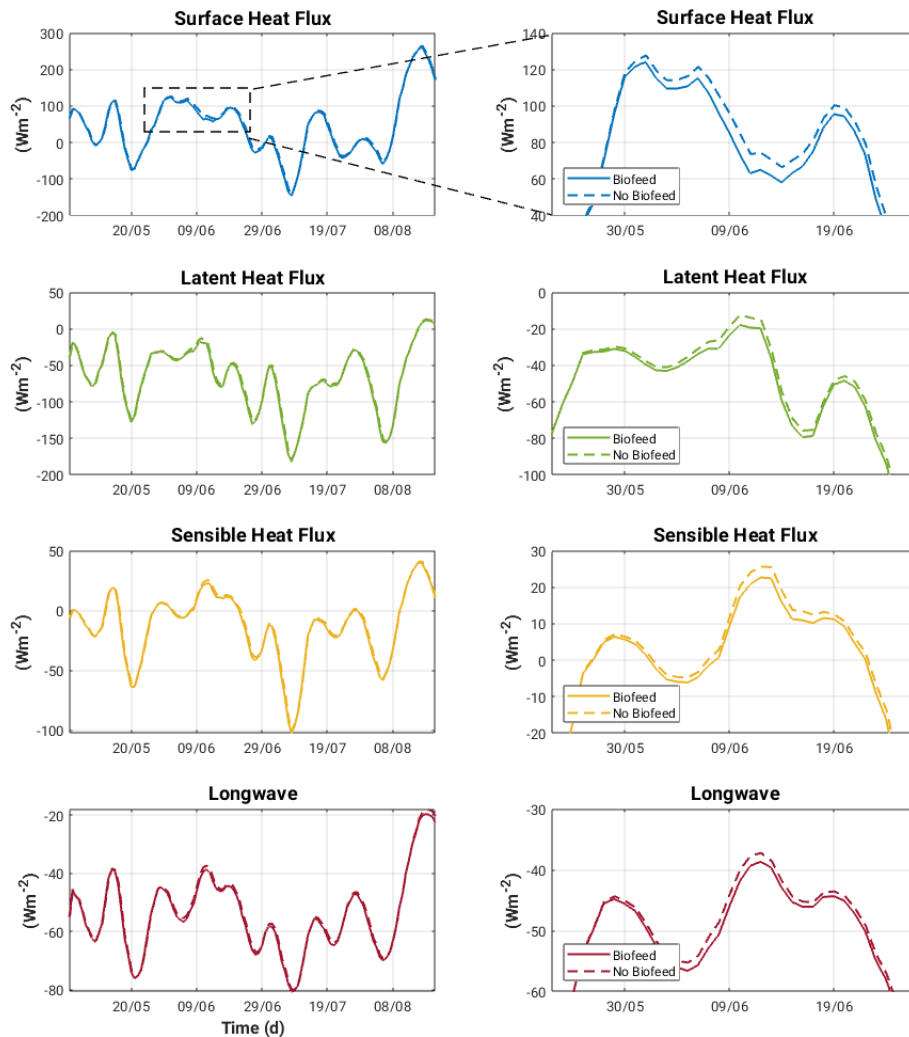 Surface Heat Flux
300
200
100
0
-100
-200
(Wm-2)
20/05 09/06 29/06 19/07 08/08
Surface Heat Flux
140
120
100
80
60
40
(Wm-2)
Biofeed
No Biofeed
30/05 09/06 19/06
Latent Heat Flux
50
0
-50
-100
-150
-200
(Wm-2)
20/05 09/06 29/06 19/07 08/08
Latent Heat Flux
0
-20
-40
-60
-80
-100
(Wm-2)
Biofeed
No Biofeed
30/05 09/06 19/06
Sensible Heat Flux
50
0
-50
-100
(Wm-2)
20/05 09/06 29/06 19/07 08/08
Sensible Heat Flux
30
20
10
0
-10
-20
(Wm-2)
Biofeed
No Biofeed
30/05 09/06 19/06
Longwave
-20
-40
-60
-80
(Wm-2)
20/05 09/06 29/06 19/07 08/08
Time (d)
Longwave
-30
-40
-50
-60
(Wm-2)
Biofeed
No Biofeed
30/05 09/06 19/06